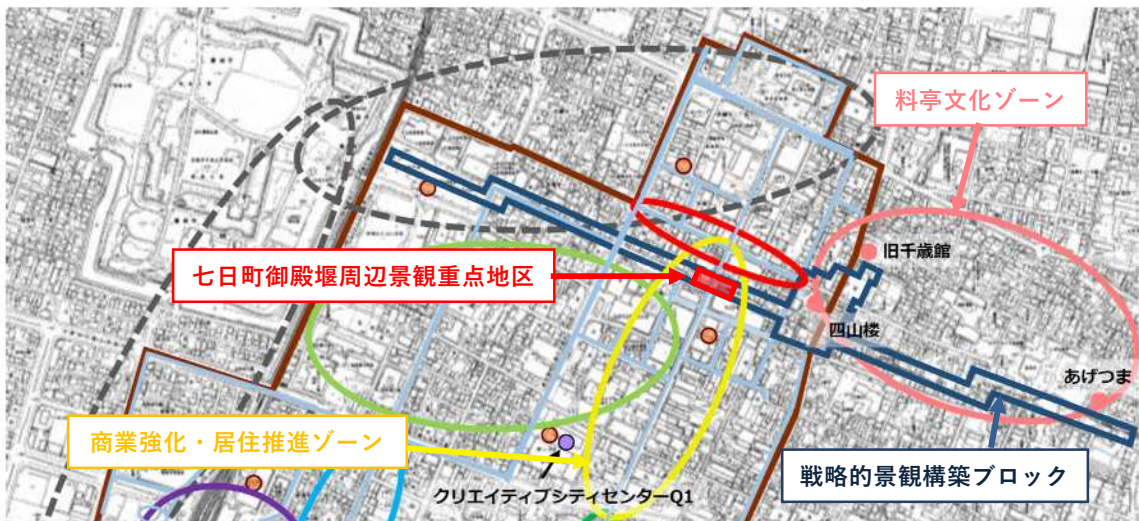 料亭文化ゾーン
旧千歳館
七日町御殿堰周辺景観重点地区
四山楼
あげつま
商業強化・居住推進ゾーン
戦略的景観構築ブロック
クリエイティブシティセンターQ1